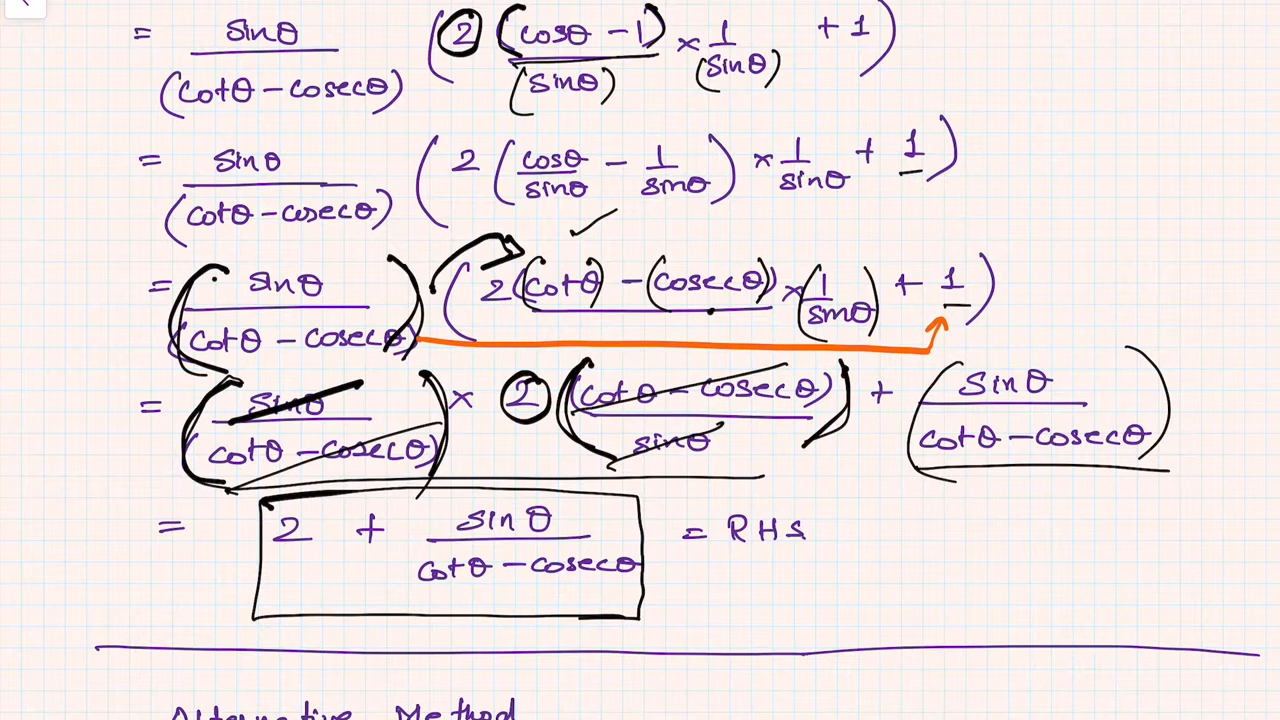 = sinθ/(cotθ - cosecθ) (2 (cosθ - 1)/(sinθ) × 1/(sinθ) + 1)
= sinθ/(cotθ - cosecθ) (2 (cosθ/sinθ - 1/sinθ) × 1/sinθ + 1)
= sinθ/(cotθ - cosecθ) (2(cotθ) - (cosecθ)) × (1/sinθ) + 1)
= (sinθ/(cotθ - cosecθ)) × 2 ((cotθ - cosecθ)/sinθ) + (sinθ/cotθ - cosecθ)
= 2 + sinθ/cotθ - cosecθ = RHS
Alternative Method